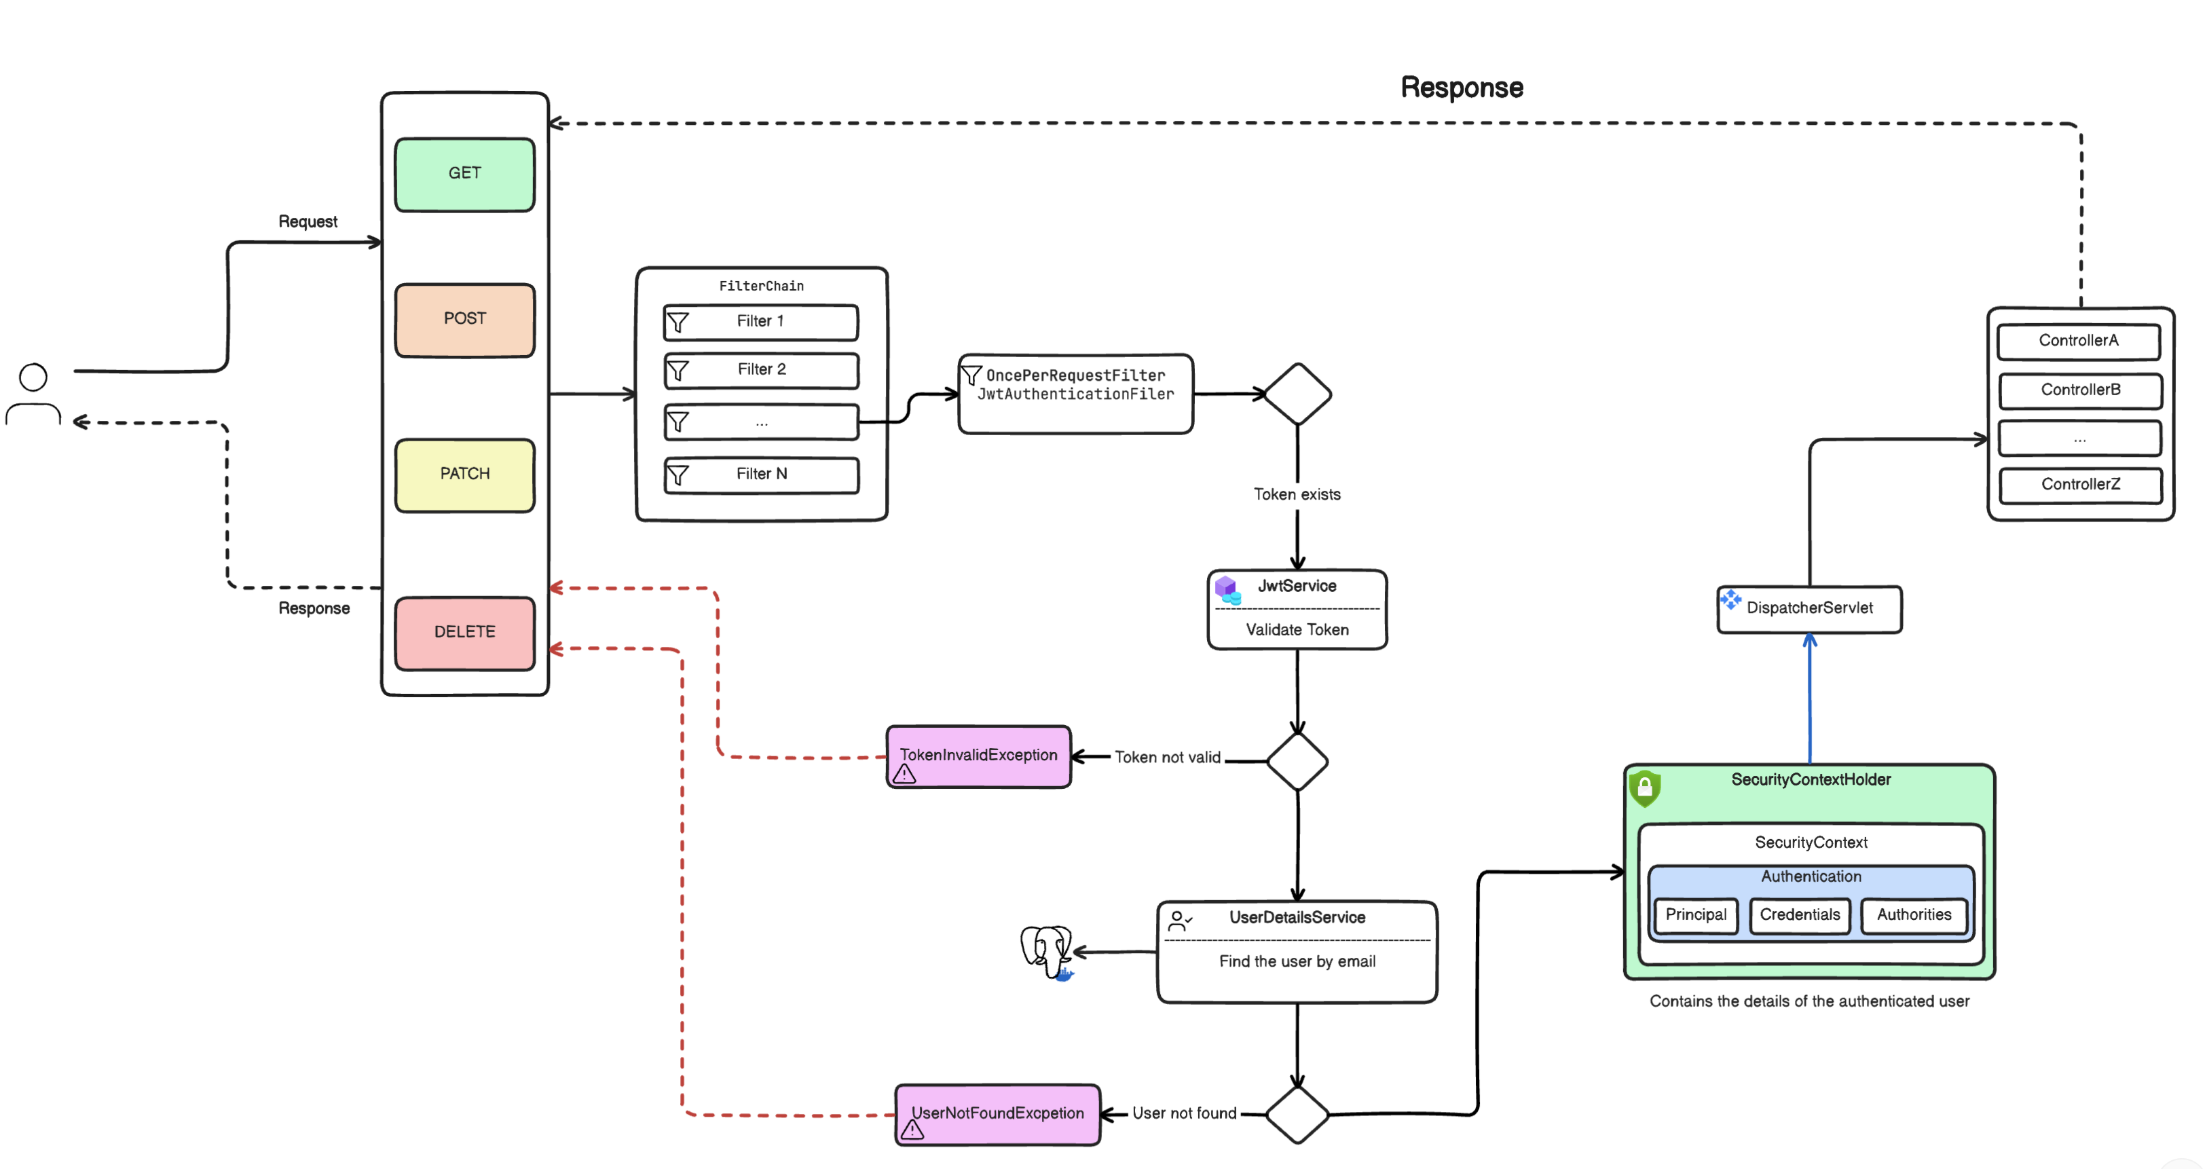 Response
GET
Request
POST
PATCH
DELETE
Response
FilterChain
Filter 1
Filter 2
...
Filter N
OncePerRequestFilter
JwtAuthenticationFiler
Token exists
JwtService
Validate Token
Token not valid
TokenInvalidException
UserDetailsService
Find the user by email
User not found
UserNotFoundExcpetion
SecurityContextHolder
SecurityContext
Authentication
Principal
Credentials
Authorities
Contains the details of the authenticated user
DispatcherServlet
ControllerA
ControllerB
...
ControllerZ